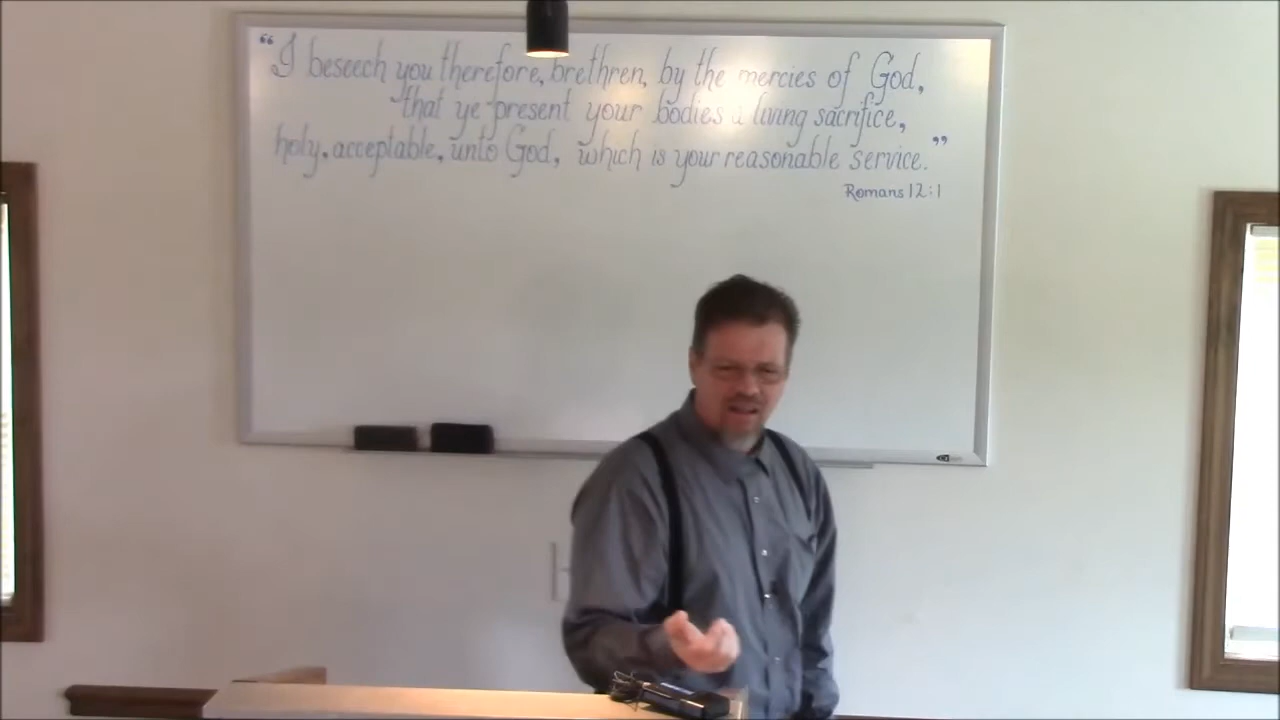 “I beseech you therefore, brethren, by the mercies of God,
that ye present your bodies a living sacrifice,
holy, acceptable, unto God, which is your reasonable service.”
Romans 12:1